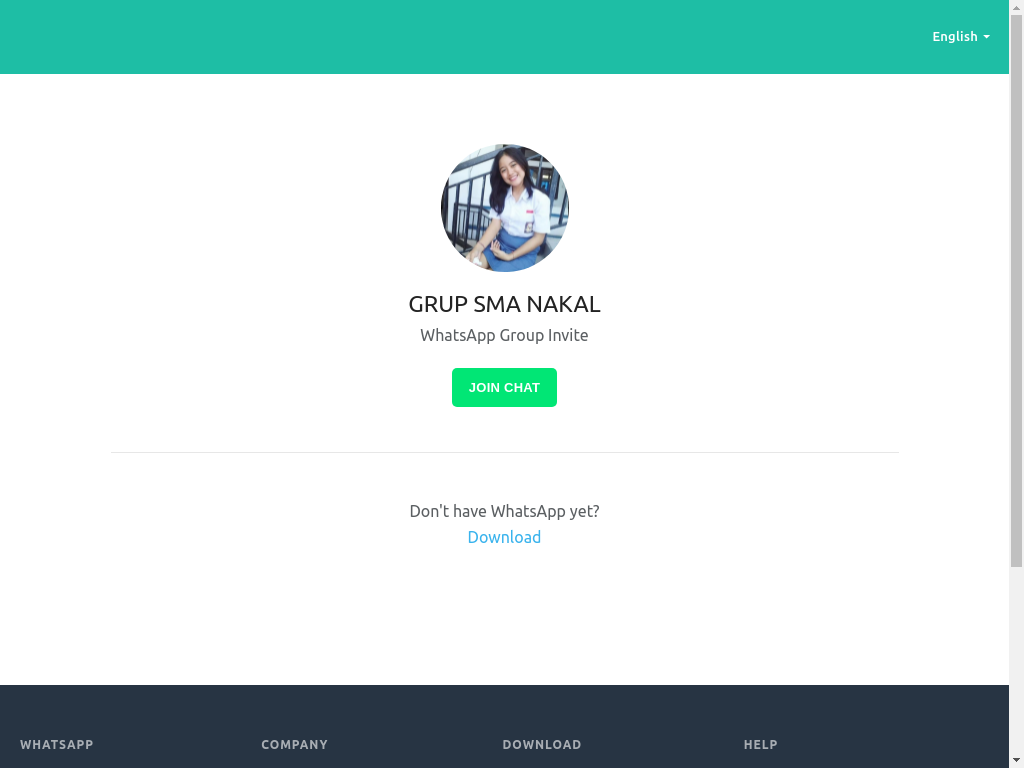 English
GRUP SMA NAKAL
WhatsApp Group Invite
JOIN CHAT
Don't have WhatsApp yet?
Download
WHATSAPP
COMPANY
DOWNLOAD
HELP